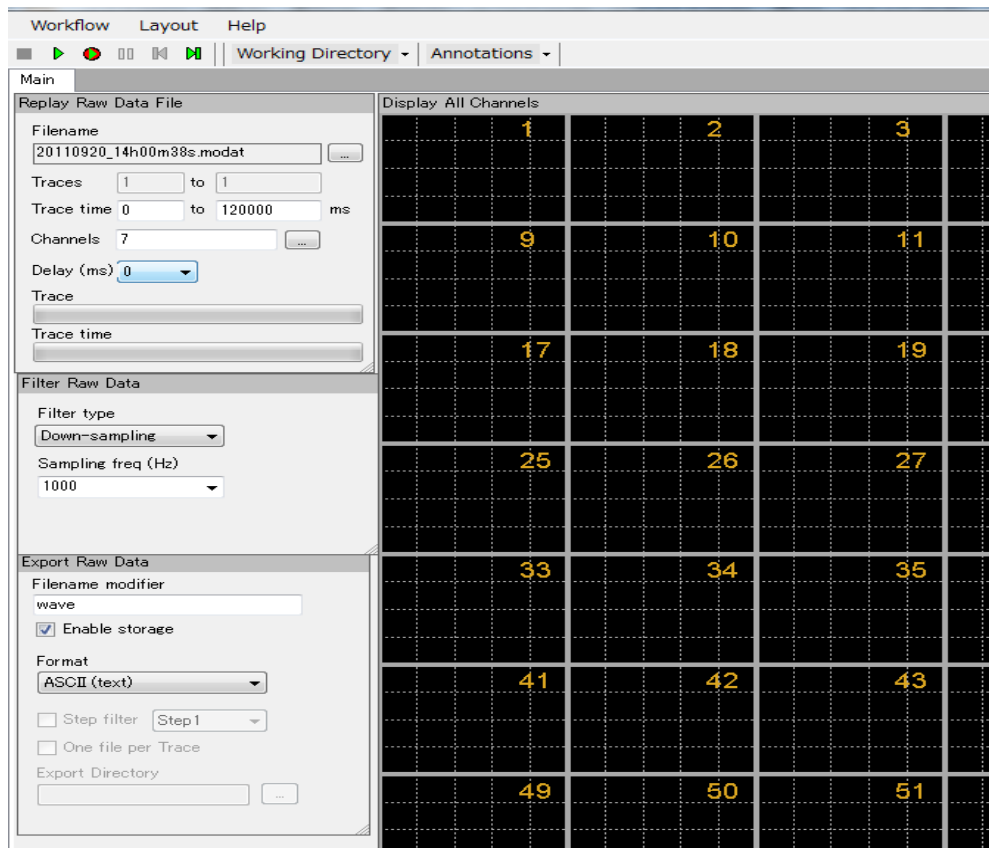 Workflow Layout Help
Working Directory Annotations
Main
Replay Raw Data File
Filename
20110920_14h00m38s.modat
...
Traces 1 to 1
Trace time 0 to 120000 ms
Channels 7 ...
Delay (ms) 0
Trace
Trace time
Filter Raw Data
Filter type
Down-sampling
Sampling freq (Hz)
1000
Export Raw Data
Filename modifier
wave
Enable storage
Format
ASCII (text)
Step filter Step1
One file per Trace
Export Directory
...
Display All Channels
1 2 3
9 10 11
17 18 19
25 26 27
33 34 35
41 42 43
49 50 51